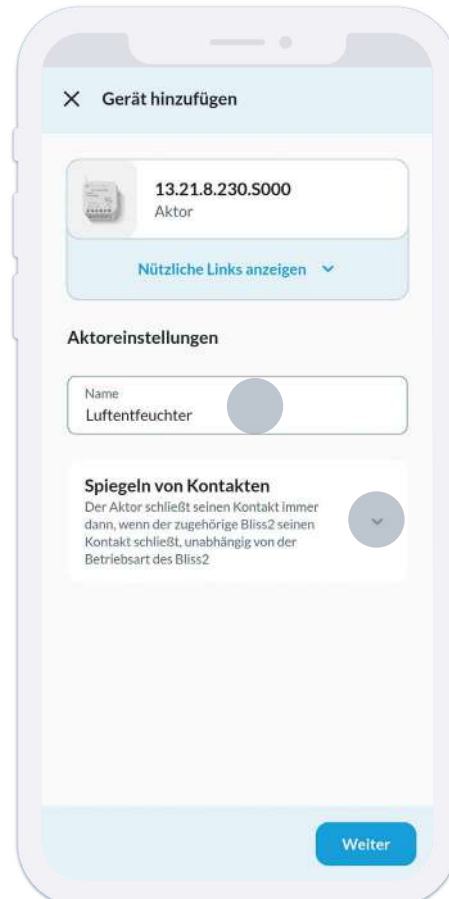 Gerät hinzufügen
13.21.8.230.S000
Aktor
Nützliche Links anzeigen
Aktoreinstellungen
Name
Luftentfeuchter
Spiegeln von Kontakten
Der Aktor schließt seinen Kontakt immer
dann, wenn der zugehörige Bliss2 seinen
Kontakt schließt, unabhängig von der
Betriebsart des Bliss2
Weiter